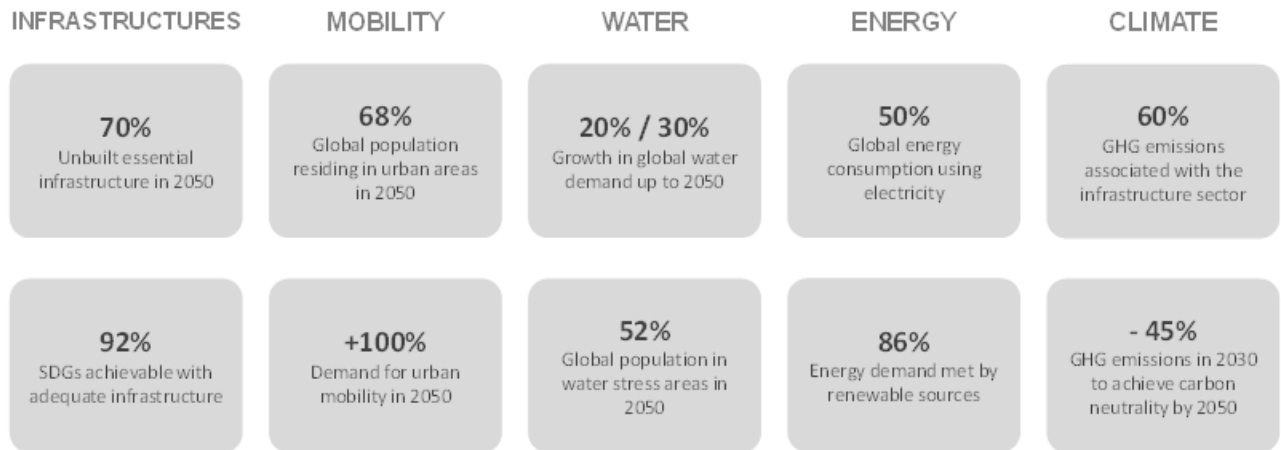 INFRASTRUCTURES
MOBILITY
WATER
ENERGY
CLIMATE
70%
Unbuilt essential
infrastructure in 2050
68%
Global population
residing in urban areas
in 2050
20% / 30%
Growth in global water
demand up to 2050
50%
Global energy
consumption using
electricity
60%
GHG emissions
associated with the
infrastructure sector
92%
SDGs achievable with
adequate infrastructure
+100%
Demand for urban
mobility in 2050
52%
Global population in
water stress areas in
2050
86%
Energy demand met by
renewable sources
- 45%
GHG emissions in 2030
to achieve carbon
neutrality by 2050